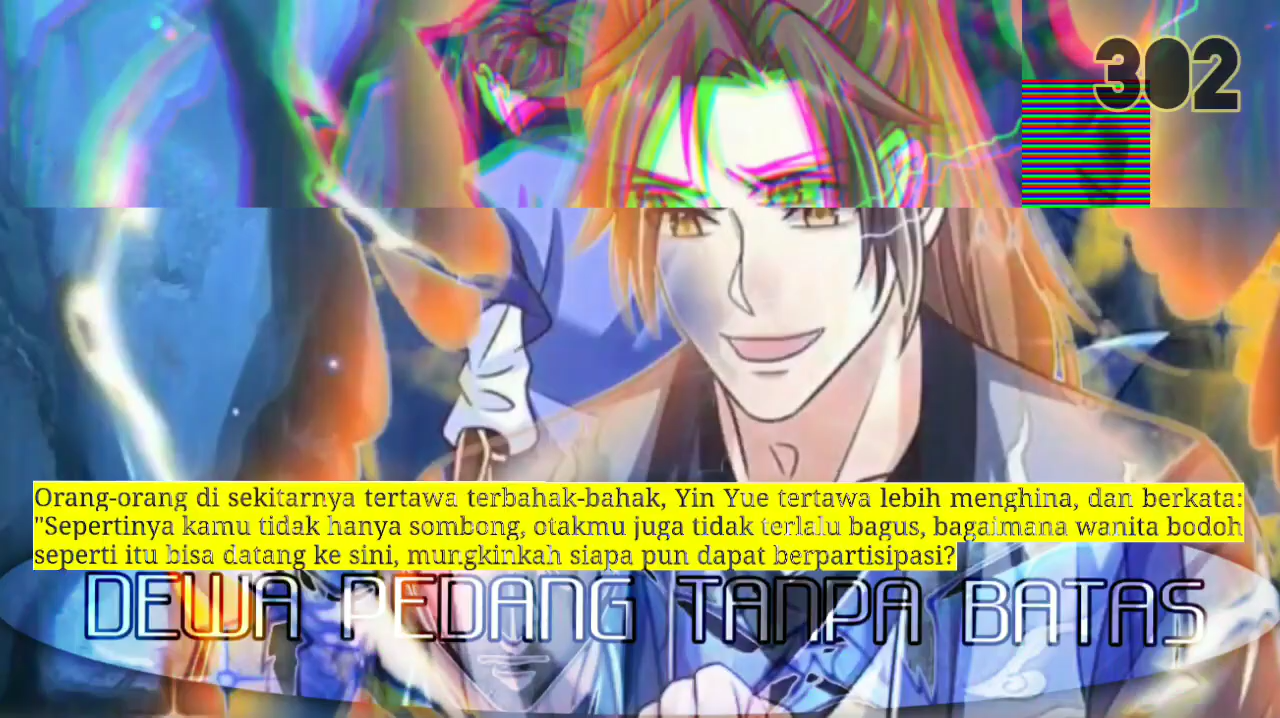 302
Orang-orang di sekitarnya tertawa terbahak-bahak, Yin Yue tertawa lebih menghina, dan berkata:
"Sepertinya kamu tidak hanya sombong, otakmu juga tidak terlalu bagus, bagaimana wanita bodoh
seperti itu bisa datang ke sini, mungkinkah siapa pun dapat berpartisipasi?
DEWA PEDANG TANPA BATAS